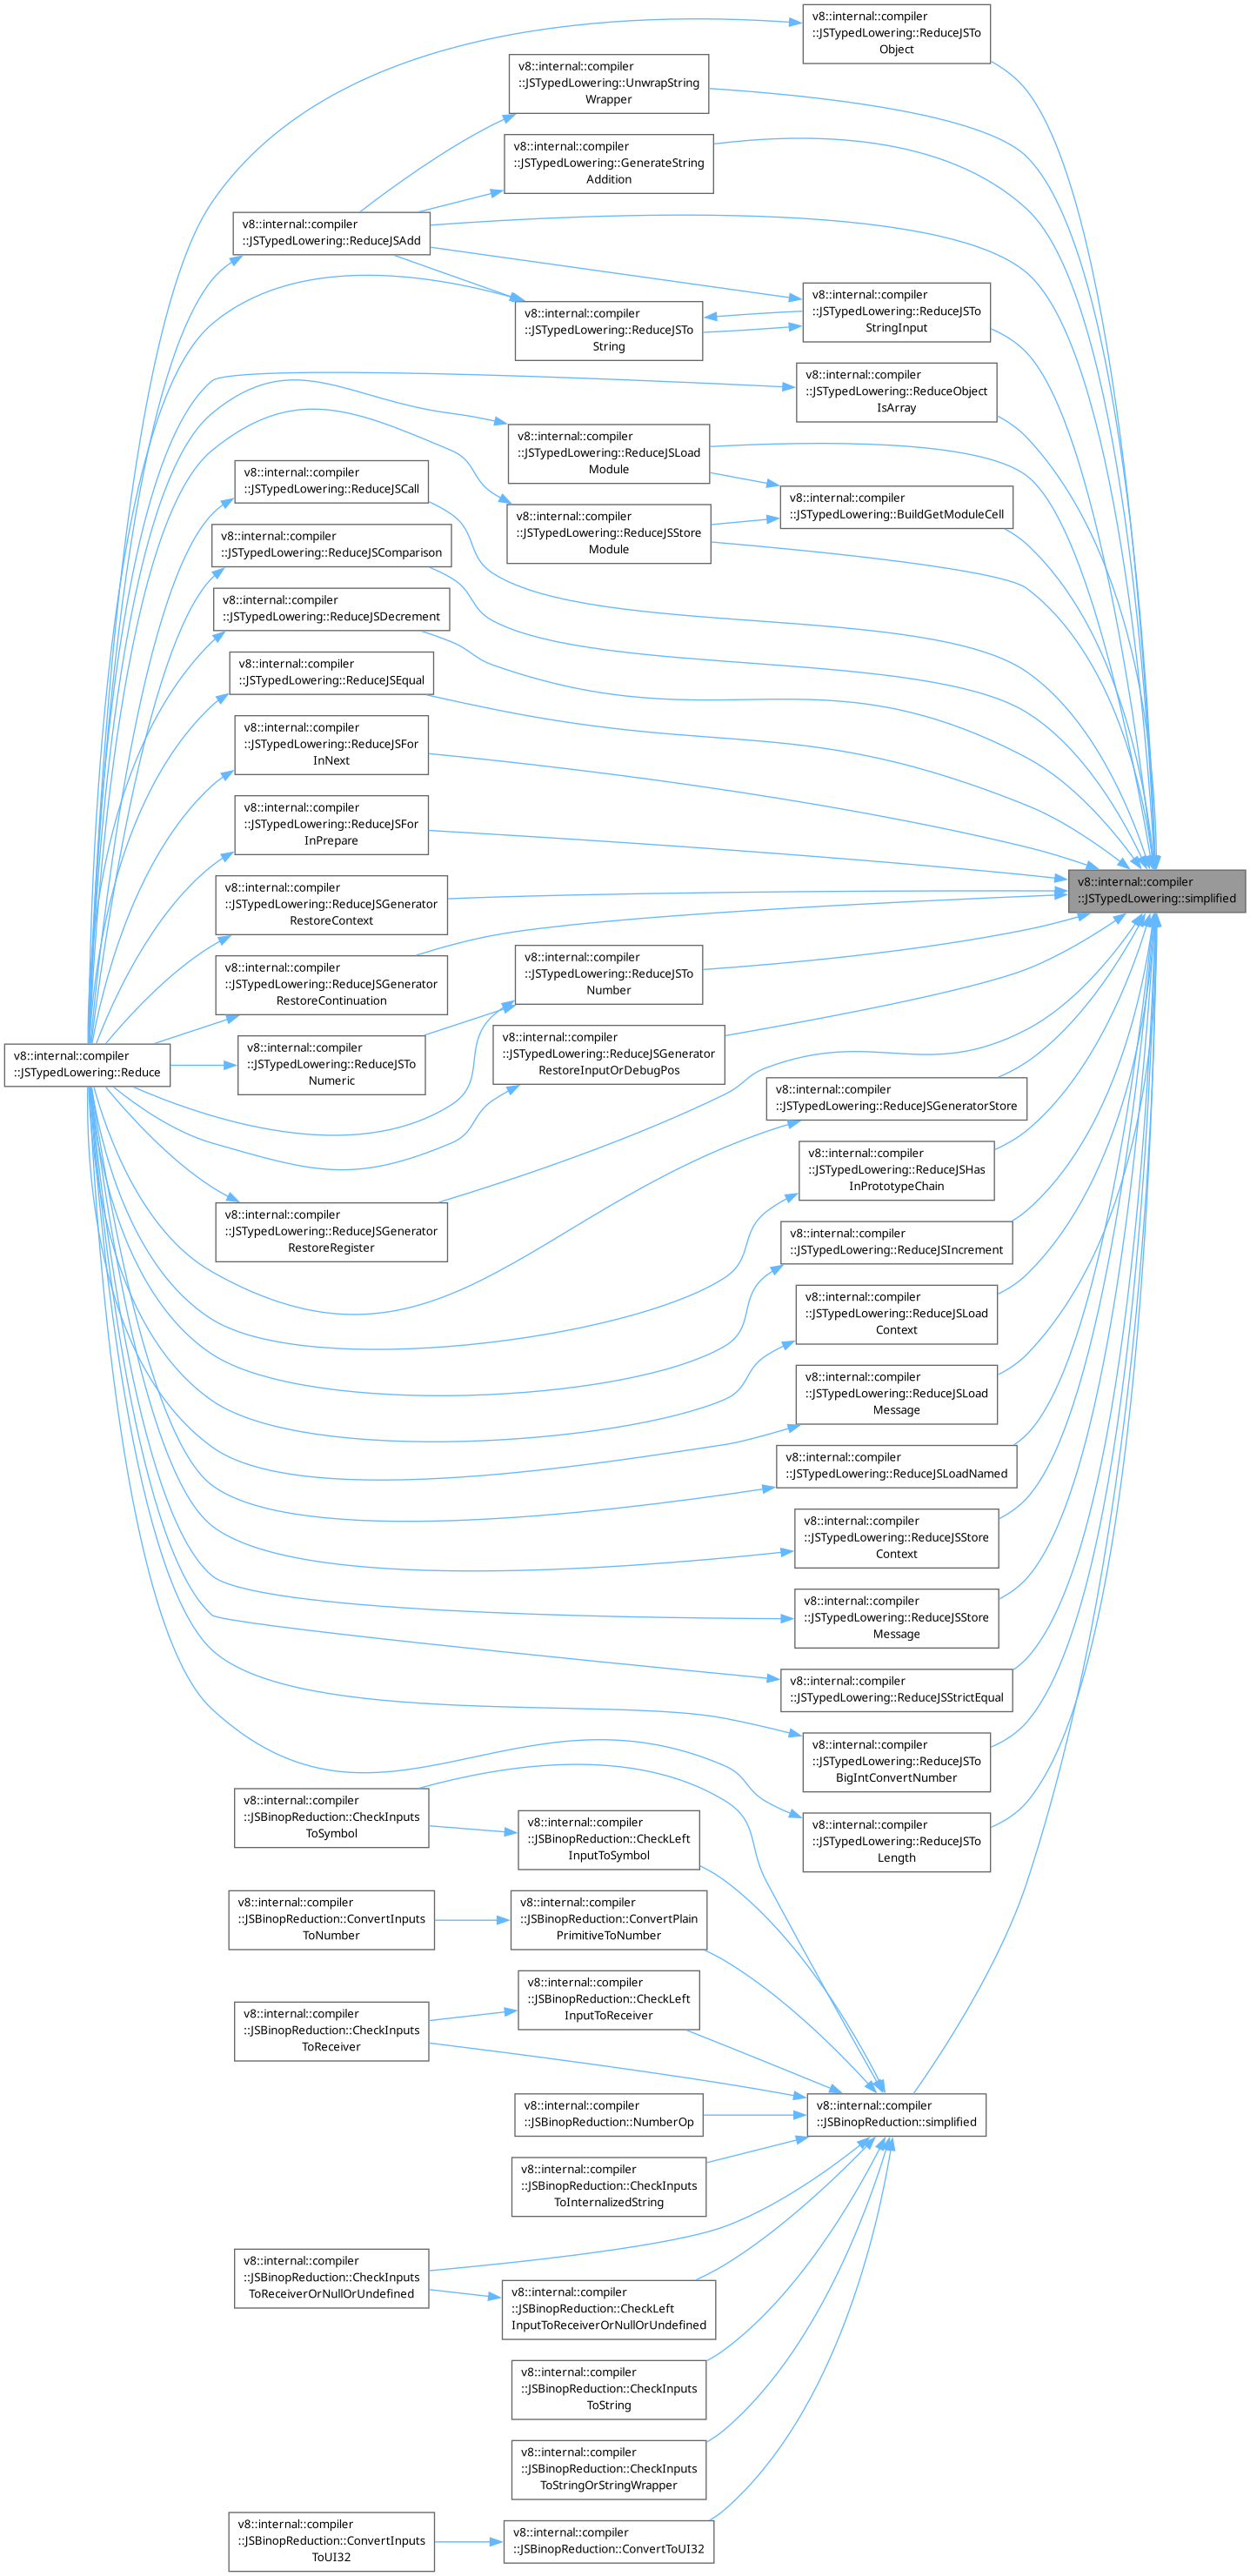 v8::internal::compiler
::JSTypedLowering::ReduceJSTo
Object
v8::internal::compiler
::JSTypedLowering::UnwrapString
Wrapper
v8::internal::compiler
::JSTypedLowering::GenerateString
Addition
v8::internal::compiler
::JSTypedLowering::ReduceJSAdd
v8::internal::compiler
::JSTypedLowering::ReduceJSTo
StringInput
v8::internal::compiler
::JSTypedLowering::ReduceJSTo
String
v8::internal::compiler
::JSTypedLowering::ReduceObject
IsArray
v8::internal::compiler
::JSTypedLowering::ReduceJSLoad
Module
v8::internal::compiler
::JSTypedLowering::ReduceJSCall
v8::internal::compiler
::JSTypedLowering::BuildGetModuleCell
v8::internal::compiler
::JSTypedLowering::ReduceJSStore
Module
v8::internal::compiler
::JSTypedLowering::ReduceJSComparison
v8::internal::compiler
::JSTypedLowering::ReduceJSDecrement
v8::internal::compiler
::JSTypedLowering::ReduceJSEqual
v8::internal::compiler
::JSTypedLowering::ReduceJSFor
InNext
v8::internal::compiler
::JSTypedLowering::ReduceJSFor
InPrepare
v8::internal::compiler
::JSTypedLowering::simplified
v8::internal::compiler
::JSTypedLowering::ReduceJSGenerator
RestoreContext
v8::internal::compiler
::JSTypedLowering::ReduceJSTo
Number
v8::internal::compiler
::JSTypedLowering::ReduceJSGenerator
RestoreContinuation
v8::internal::compiler
::JSTypedLowering::Reduce
v8::internal::compiler
::JSTypedLowering::ReduceJSTo
Numeric
v8::internal::compiler
::JSTypedLowering::ReduceJSGenerator
RestoreInputOrDebugPos
v8::internal::compiler
::JSTypedLowering::ReduceJSGeneratorStore
v8::internal::compiler
::JSTypedLowering::ReduceJSHas
InPrototypeChain
v8::internal::compiler
::JSTypedLowering::ReduceJSGenerator
RestoreRegister
v8::internal::compiler
::JSTypedLowering::ReduceJSIncrement
v8::internal::compiler
::JSTypedLowering::ReduceJSLoad
Context
v8::internal::compiler
::JSTypedLowering::ReduceJSLoad
Message
v8::internal::compiler
::JSTypedLowering::ReduceJSLoadNamed
v8::internal::compiler
::JSTypedLowering::ReduceJSStore
Context
v8::internal::compiler
::JSTypedLowering::ReduceJSStore
Message
v8::internal::compiler
::JSTypedLowering::ReduceJSStrictEqual
v8::internal::compiler
::JSTypedLowering::ReduceJSTo
BigIntConvertNumber
v8::internal::compiler
::JSBinopReduction::CheckInputs
ToSymbol
v8::internal::compiler
::JSBinopReduction::CheckLeft
InputToSymbol
v8::internal::compiler
::JSTypedLowering::ReduceJSTo
Length
v8::internal::compiler
::JSBinopReduction::ConvertInputs
ToNumber
v8::internal::compiler
::JSBinopReduction::ConvertPlain
PrimitiveToNumber
v8::internal::compiler
::JSBinopReduction::CheckLeft
InputToReceiver
v8::internal::compiler
::JSBinopReduction::CheckInputs
ToReceiver
v8::internal::compiler
::JSBinopReduction::NumberOp
v8::internal::compiler
::JSBinopReduction::simplified
v8::internal::compiler
::JSBinopReduction::CheckInputs
ToInternalizedString
v8::internal::compiler
::JSBinopReduction::CheckInputs
ToReceiverOrNullOrUndefined
v8::internal::compiler
::JSBinopReduction::CheckLeft
InputToReceiverOrNullOrUndefined
v8::internal::compiler
::JSBinopReduction::CheckInputs
ToString
v8::internal::compiler
::JSBinopReduction::CheckInputs
ToStringOrStringWrapper
v8::internal::compiler
::JSBinopReduction::ConvertInputs
ToUI32
v8::internal::compiler
::JSBinopReduction::ConvertToUI32